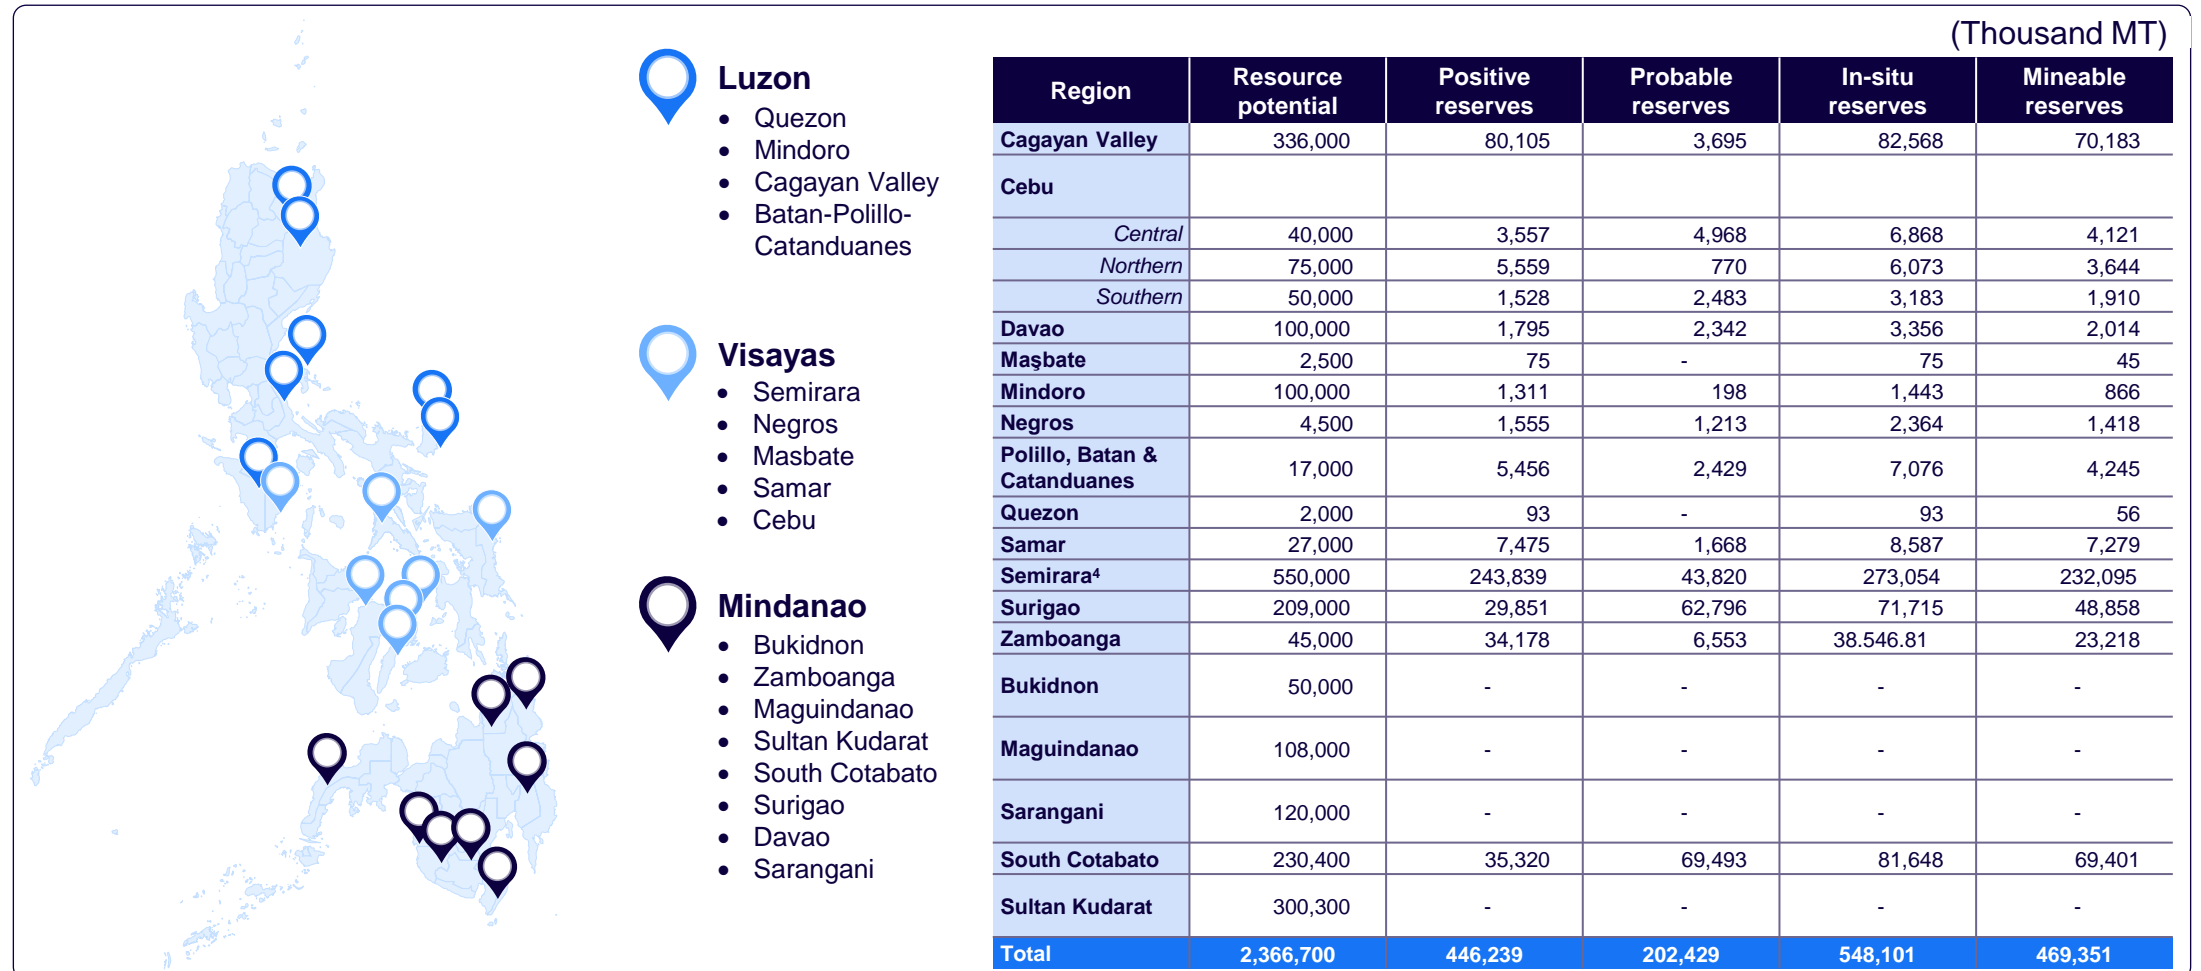 (Thousand MT)
Luzon
• Quezon
• Mindoro
• Cagayan Valley
• Batan-Polillo-
Catanduanes
Visayas
• Semirara
• Negros
• Masbate
• Samar
• Cebu
Mindanao
• Bukidnon
• Zamboanga
• Maguindanao
• Sultan Kudarat
• South Cotabato
• Surigao
• Davao
• Sarangani
Region Resource potential Positive reserves Probable reserves In-situ reserves Mineable reserves
Cagayan Valley 336,000 80,105 3,695 82,568 70,183
Cebu
Central 40,000 3,557 4,968 6,868 4,121
Northern 75,000 5,559 770 6,073 3,644
Southern 50,000 1,528 2,483 3,183 1,910
Davao 100,000 1,795 2,342 3,356 2,014
Maşbate 2,500 75 - 75 45
Mindoro 100,000 1,311 198 1,443 866
Negros 4,500 1,555 1,213 2,364 1,418
Polillo, Batan & Catanduanes 17,000 5,456 2,429 7,076 4,245
Quezon 2,000 93 - 93 56
Samar 27,000 7,475 1,668 8,587 7,279
Semirara⁴ 550,000 243,839 43,820 273,054 232,095
Surigao 209,000 29,851 62,796 71,715 48,858
Zamboanga 45,000 34,178 6,553 38.546.81 23,218
Bukidnon 50,000 - - - -
Maguindanao 108,000 - - - -
Sarangani 120,000 - - - -
South Cotabato 230,400 35,320 69,493 81,648 69,401
Sultan Kudarat 300,300 - - - -
Total 2,366,700 446,239 202,429 548,101 469,351